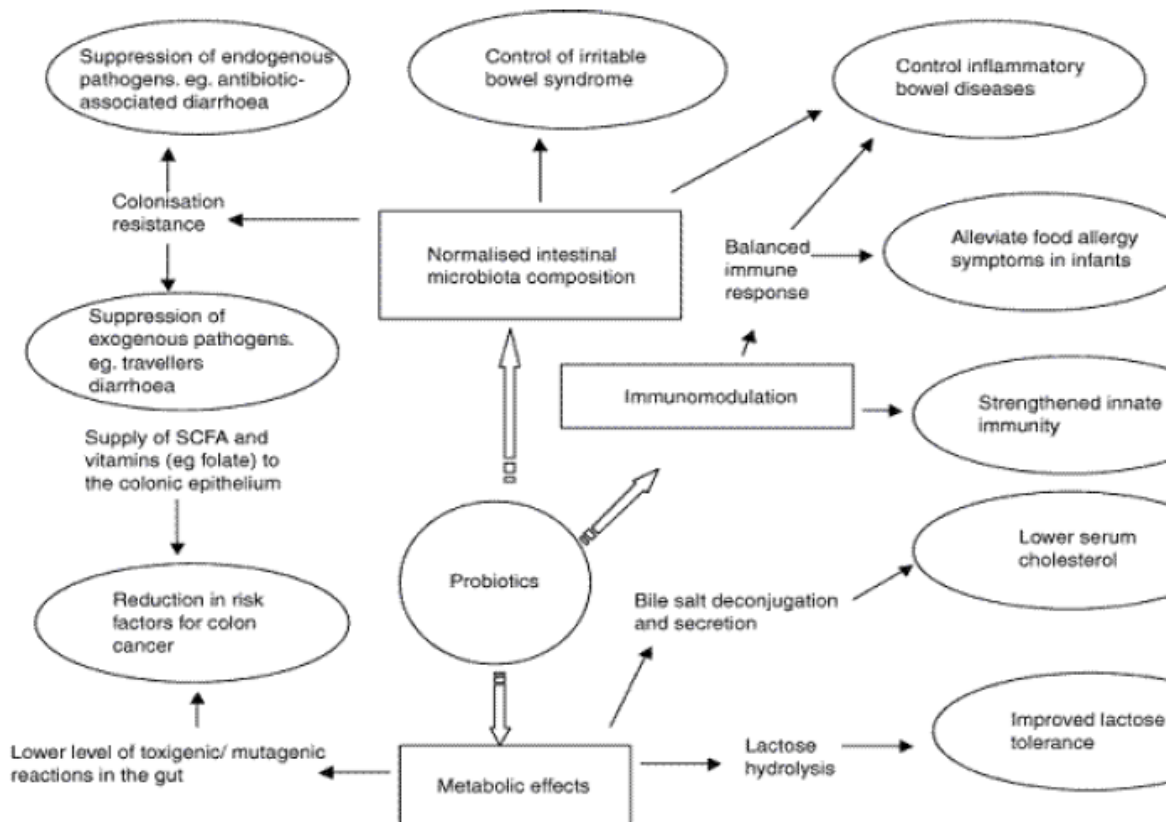 Suppression of endogenous
pathogens. eg. antibiotic-
associated diarrhoea
Control of irritable
bowel syndrome
Control inflammatory
bowel diseases
Colonisation
resistance
Normalised intestinal
microbiota composition
Balanced
immune
response
Alleviate food allergy
symptoms in infants
Suppression of
exogenous pathogens.
eg. travellers
diarrhoea
Immunomodulation
Strengthened innate
immunity
Supply of SCFA and
vitamins (eg folate) to
the colonic epithelium
Probiotics
Lower serum
cholesterol
Reduction in risk
factors for colon
cancer
Bile salt deconjugation
and secretion
Lower level of toxigenic/ mutagenic
reactions in the gut
Metabolic effects
Lactose
hydrolysis
Improved lactose
tolerance